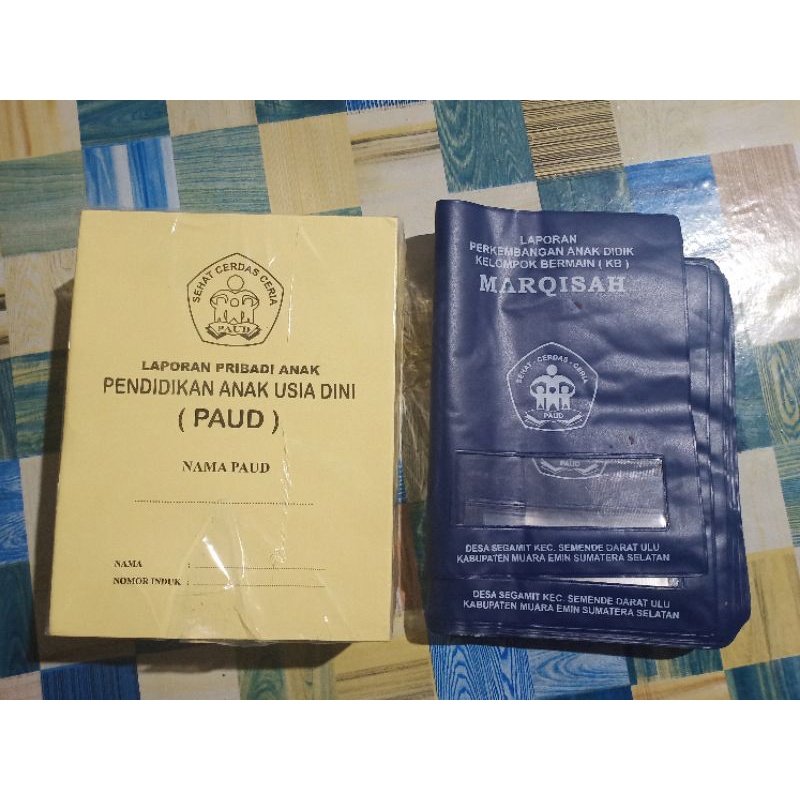 SEHAT CERDAS CERIA
PAUD
LAPORAN PRIBADI ANAK
PENDIDIKAN ANAK USIA DINI
( PAUD )
NAMA PAUD
NAMA :
NOMOR INDUK :
LAPORAN
PERKEMBANGAN ANAK DIDIK
KELOMPOK BERMAIN ( KB )
MARQISAH
SEHAT - CERDAS - CERIA
PAUD
PAUD
DESA SEGAMIT KEC. SEMENDE DARAT ULU
KABUPATEN MUARA EMIN SUMATERA SELATAN
DESA SEGAMIT KEC. SEMENDE DARAT ULU
KABUPATEN MUARA EMIN SUMATERA SELATAN